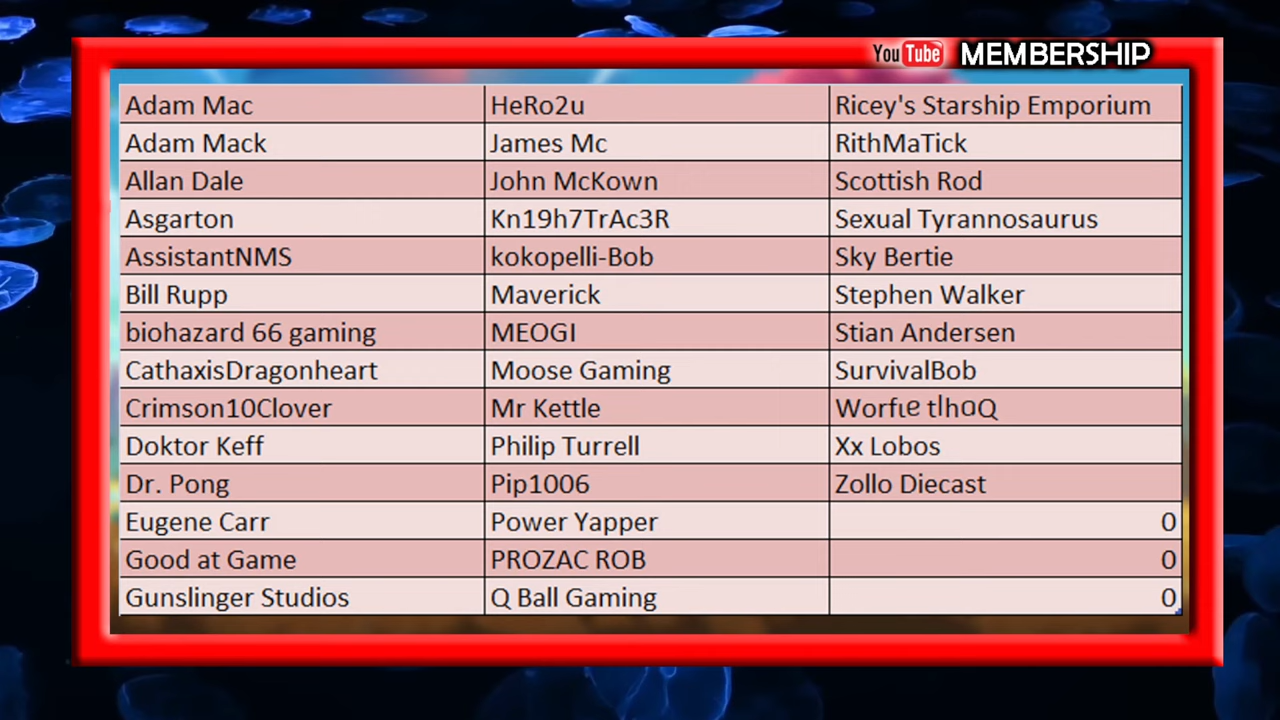 YouTube MEMBERSHIP
Adam Mac HeRo2u Ricey's Starship Emporium
Adam Mack James Mc RithMaTick
Allan Dale John McKown Scottish Rod
Asgarton Kn19h7TrAc3R Sexual Tyrannosaurus
AssistantNMS kokopelli-Bob Sky Bertie
Bill Rupp Maverick Stephen Walker
biohazard 66 gaming MEOGI Stian Andersen
CathaxisDragonheart Moose Gaming SurvivalBob
Crimson10Clover Mr Kettle
Doktor Keff Philip Turrell Xx Lobos
Dr. Pong Pip1006 Zollo Diecast
Eugene Carr Power Yapper 0
Good at Game PROZAC ROB 0
Gunslinger Studios Q Ball Gaming 0